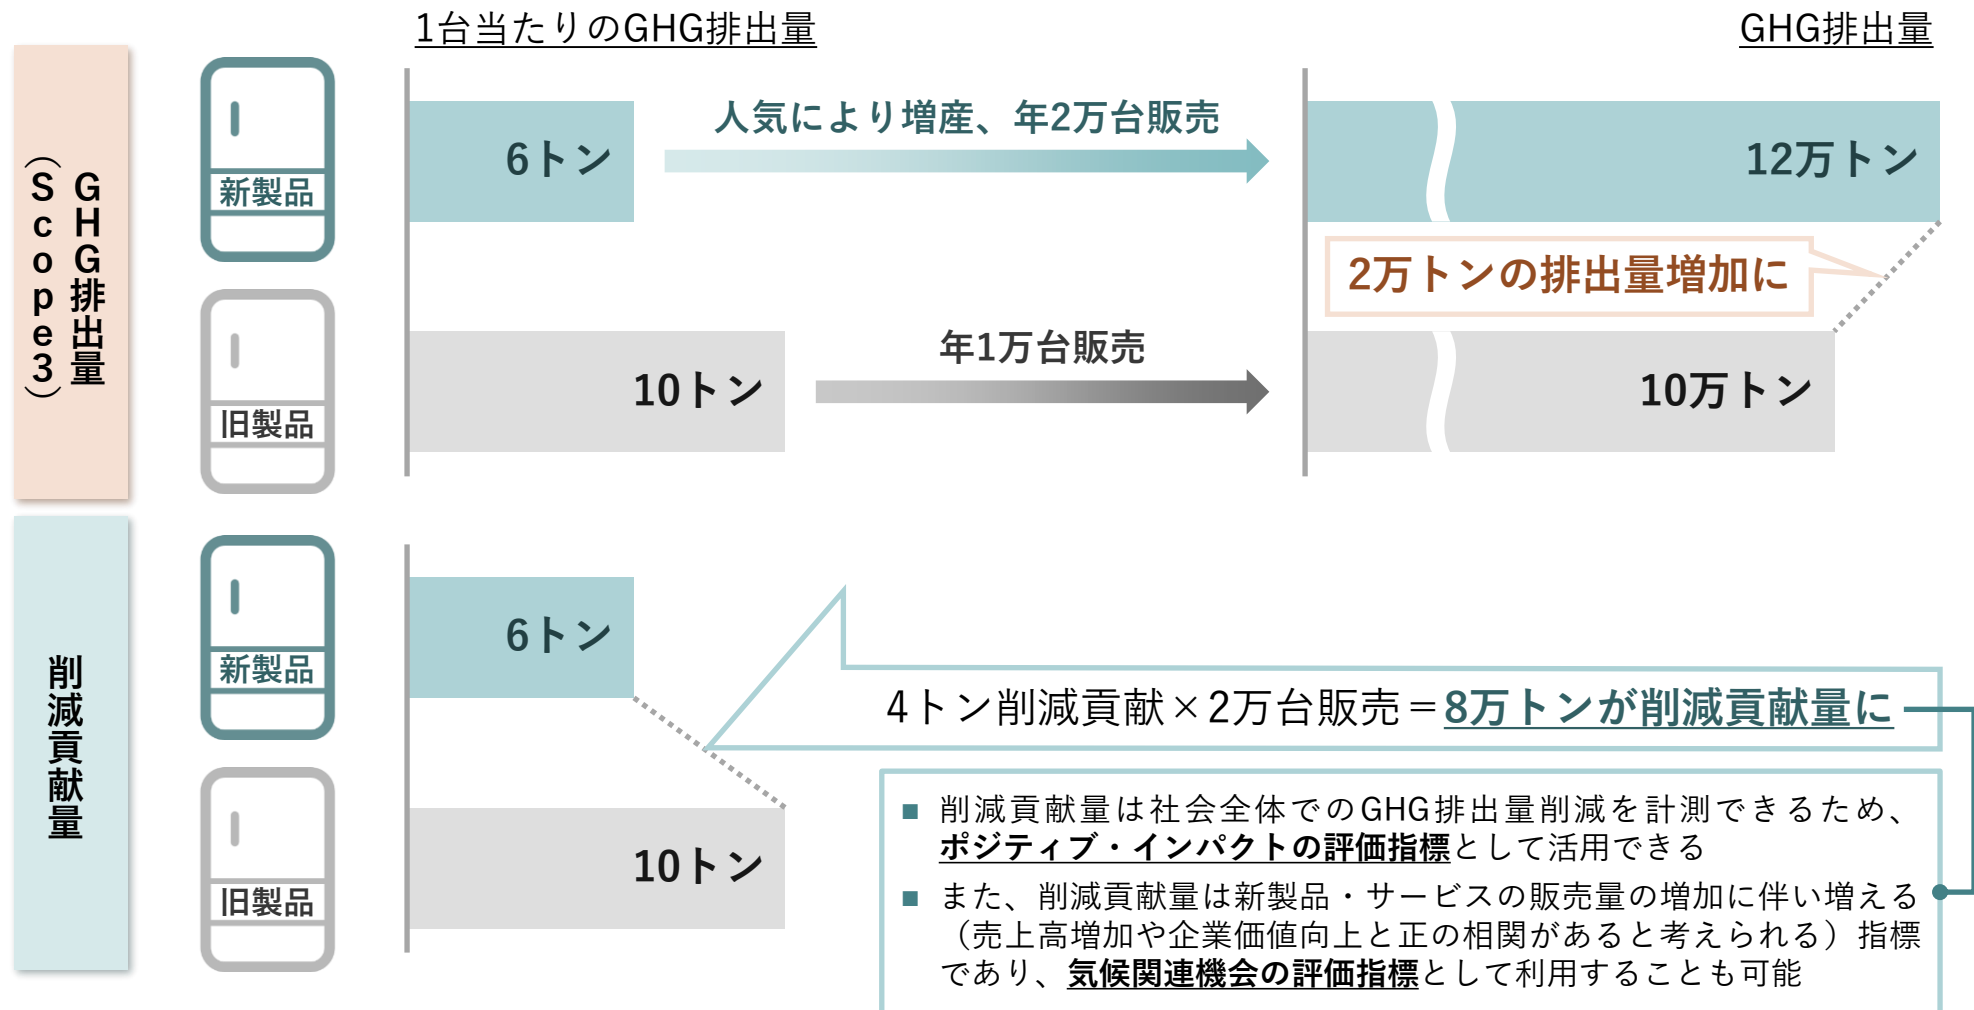 1台当たりのGHG排出量
GHG排出量
GHG排出量
（Scope3）
新製品
6トン
人気により増産、年2万台販売
12万トン
2万トンの排出量増加に
旧製品
10トン
年1万台販売
10万トン
削減貢献量
新製品
6トン
4トン削減貢献×2万台販売＝8万トンが削減貢献量に
旧製品
10トン
■ 削減貢献量は社会全体でのGHG排出量削減を計測できるため、
ポジティブ・インパクトの評価指標として活用できる
■ また、削減貢献量は新製品・サービスの販売量の増加に伴い増える
（売上高増加や企業価値向上と正の相関があると考えられる）指標
であり、気候関連機会の評価指標として利用することも可能